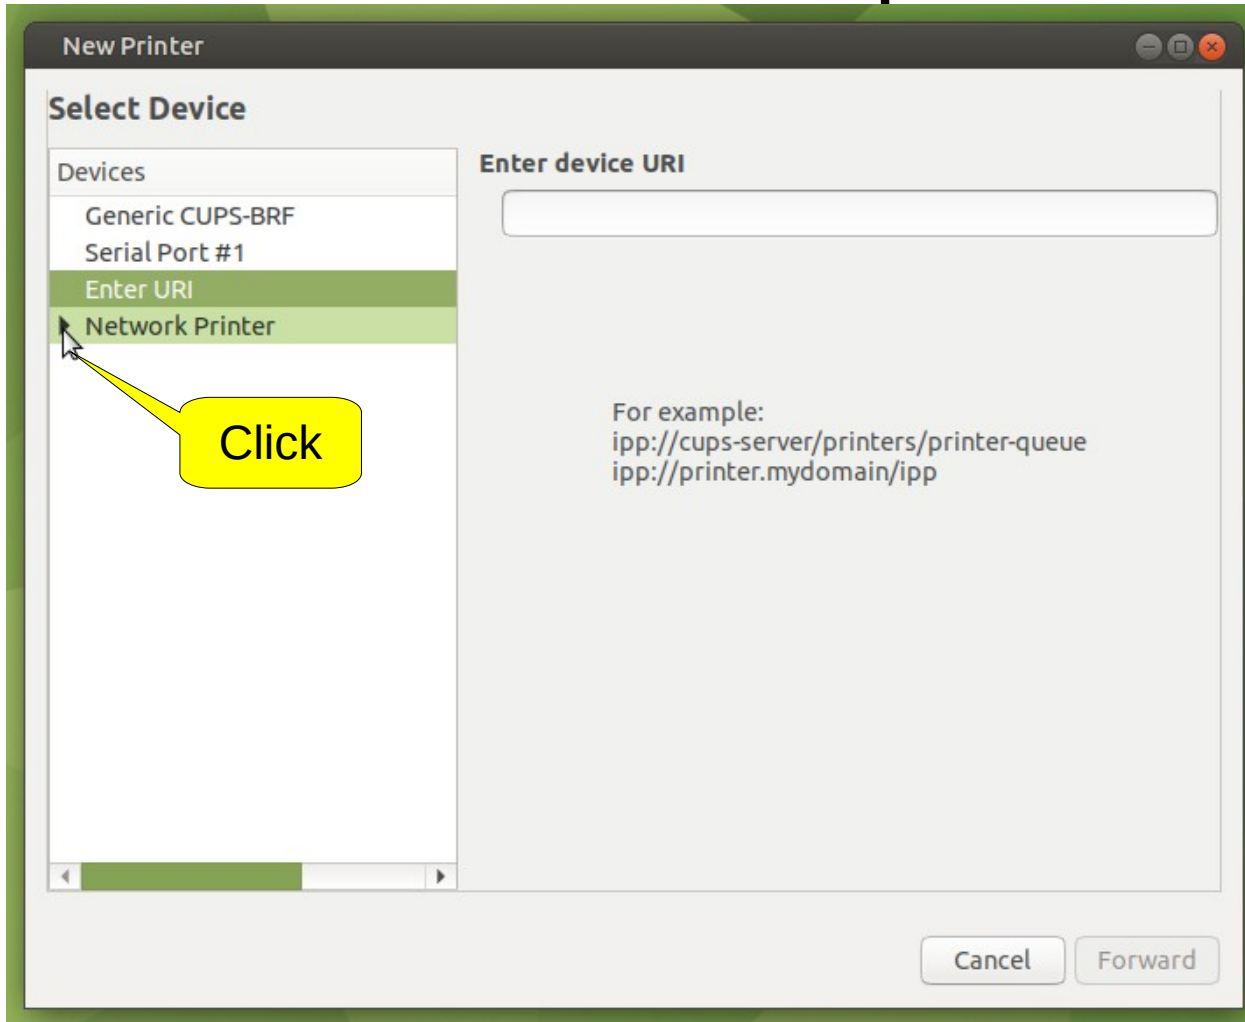 New Printer
Select Device
Devices
Generic CUPS-BRF
Serial Port #1
Enter URI
Network Printer
Click
Enter device URI
For example:
ipp://cups-server/printers/printer-queue
ipp://printer.mydomain/ipp
Cancel
Forward